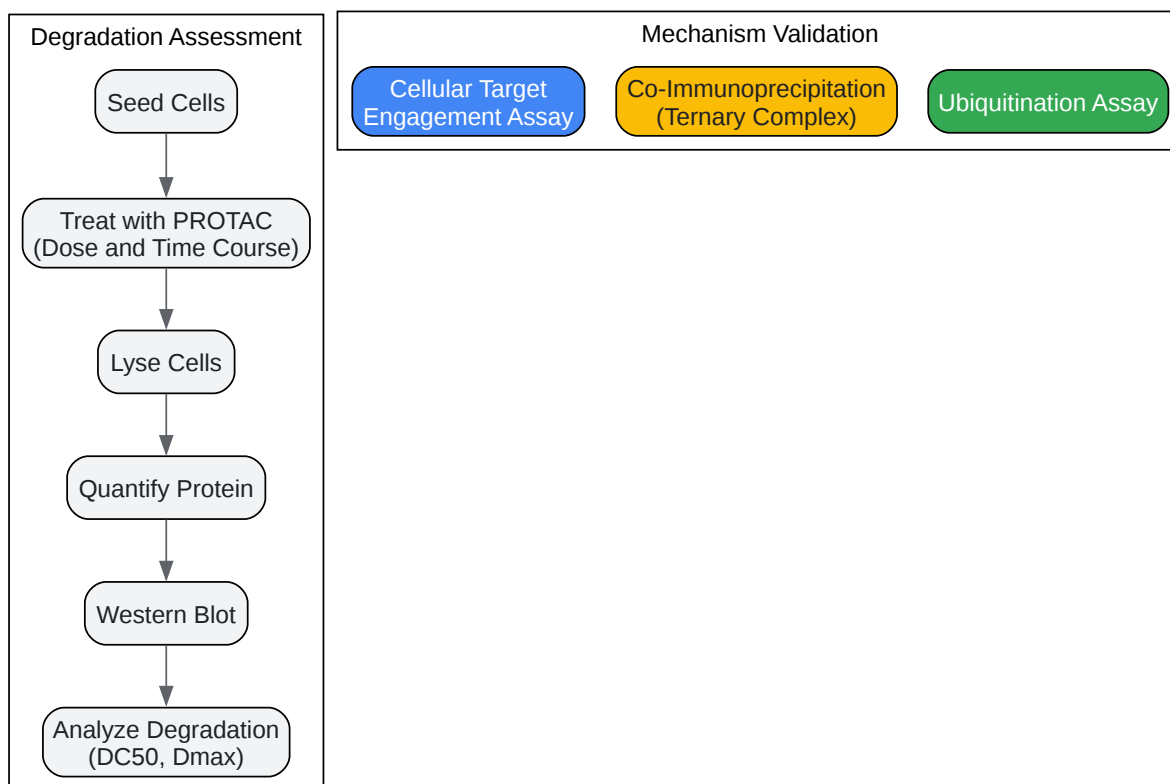 Degradation Assessment
Seed Cells
Treat with PROTAC
(Dose and Time Course)
Lyse Cells
Quantify Protein
Western Blot
Analyze Degradation
(DC50, Dmax)
Mechanism Validation
Cellular Target
Engagement Assay
Co-Immunoprecipitation
(Ternary Complex)
Ubiquitination Assay